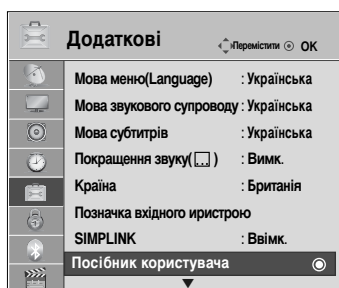 Додаткові Перемістити OK
Мова меню(Language) : Українська
Мова звукового супроводу : Українська
Мова субтитрів : Українська
Покращення звуку( ) : Вимк.
Країна : Британія
Позначка вхідного иристрою
SIMPLINK : Ввімк.
Посібник користувача